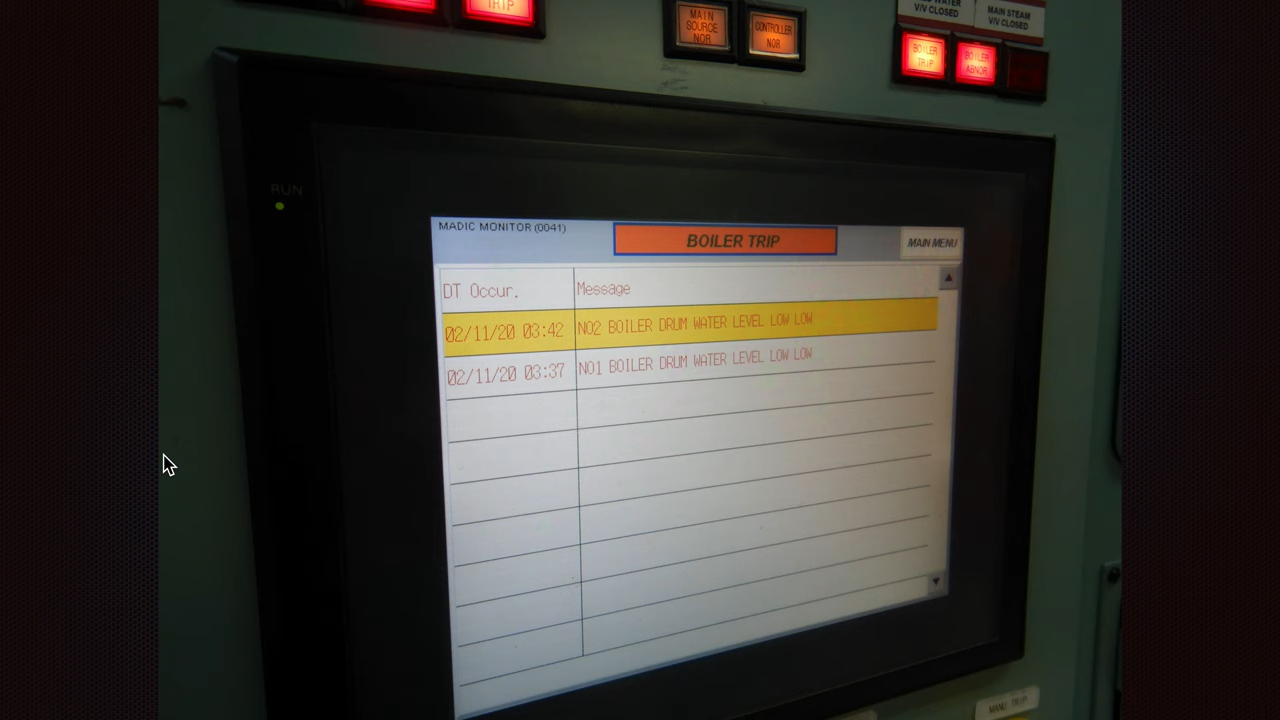 TRIP
MAIN SOURCE NOR
CONTROLLER NOR
V/V CLOSED
MAIN STEAM V/V CLOSED
BOILER TRIP
BOILER ABNOR
RUN
MADIC MONITOR (0041)
BOILER TRIP
MAIN MENU
DT Occur.
Message
02/11/20 03:42 NO2 BOILER DRUM WATER LEVEL LOW LOW
02/11/20 03:37 NO1 BOILER DRUM WATER LEVEL LOW LOW
MANU TRIP